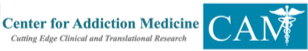 Center for Addiction Medicine
Cutting Edge Clinical and Translational Research
CAM